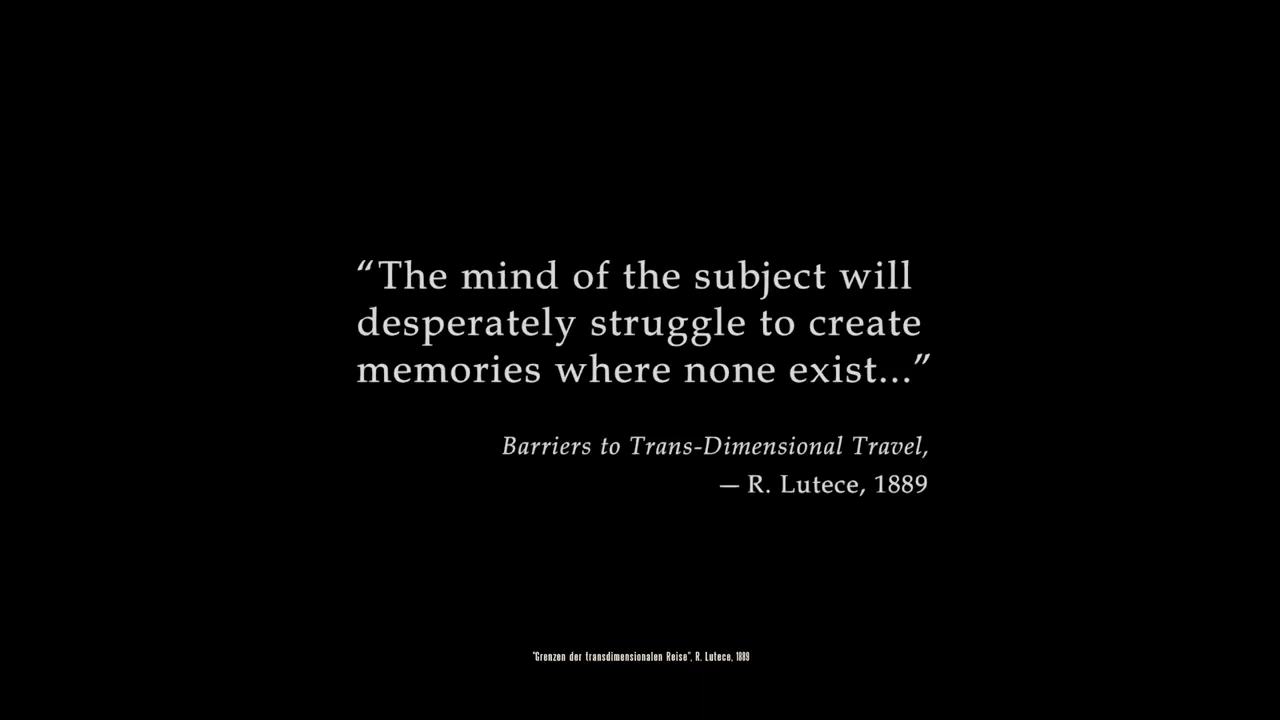 “The mind of the subject will
desperately struggle to create
memories where none exist...”
Barriers to Trans-Dimensional Travel,
— R. Lutece, 1889
"Grenzen der transdimensionalen Reise", R. Lutece, 1889